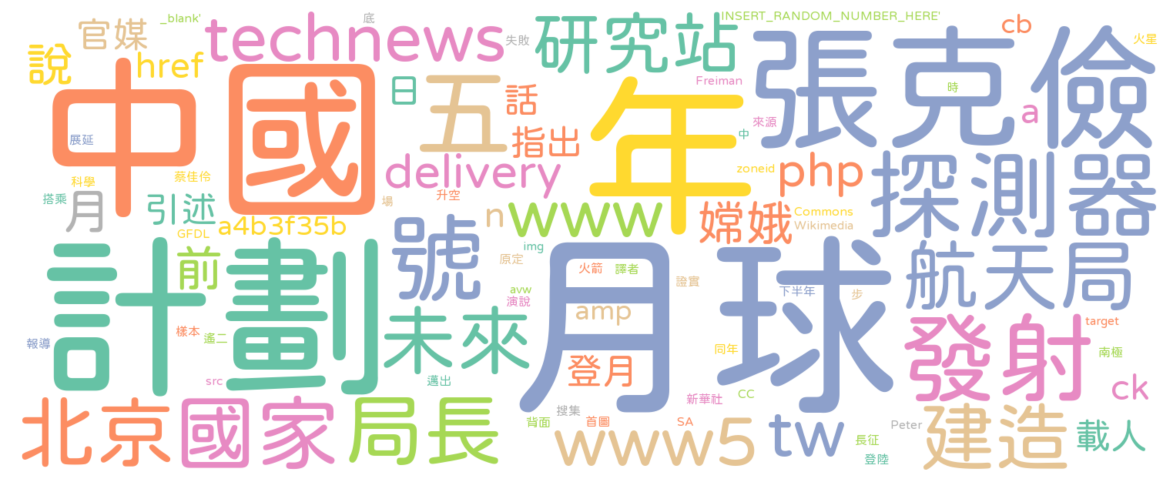 官媒
technews
底
失敗
研究站
INSERT_RANDOM_NUMBER_HERE'
_blank'
cb
火星
說
href
日
五
話
指出
Freiman
張克儉
時
a
中國
年
來源
中
展延
delivery
zoneid
php
探測器
科學
蔡佳伶
搭乘
月
引述
升空
場
a4b3f35b
n
www
嫦娥
Commons
Wikimedia
GFDL
前
號
原定
img
火箭
譯者
證實
下半年
步
航天局
計劃
月球
avw
演說
amp
樣本
遙二
未來
報導
同年
發射
target
南極
登月
src
邁出
新華社
CC
ck
北京
國家
局長
背面
搜集
首圖
SA
www5
tw
長征
登陸
Peter
建造
載人